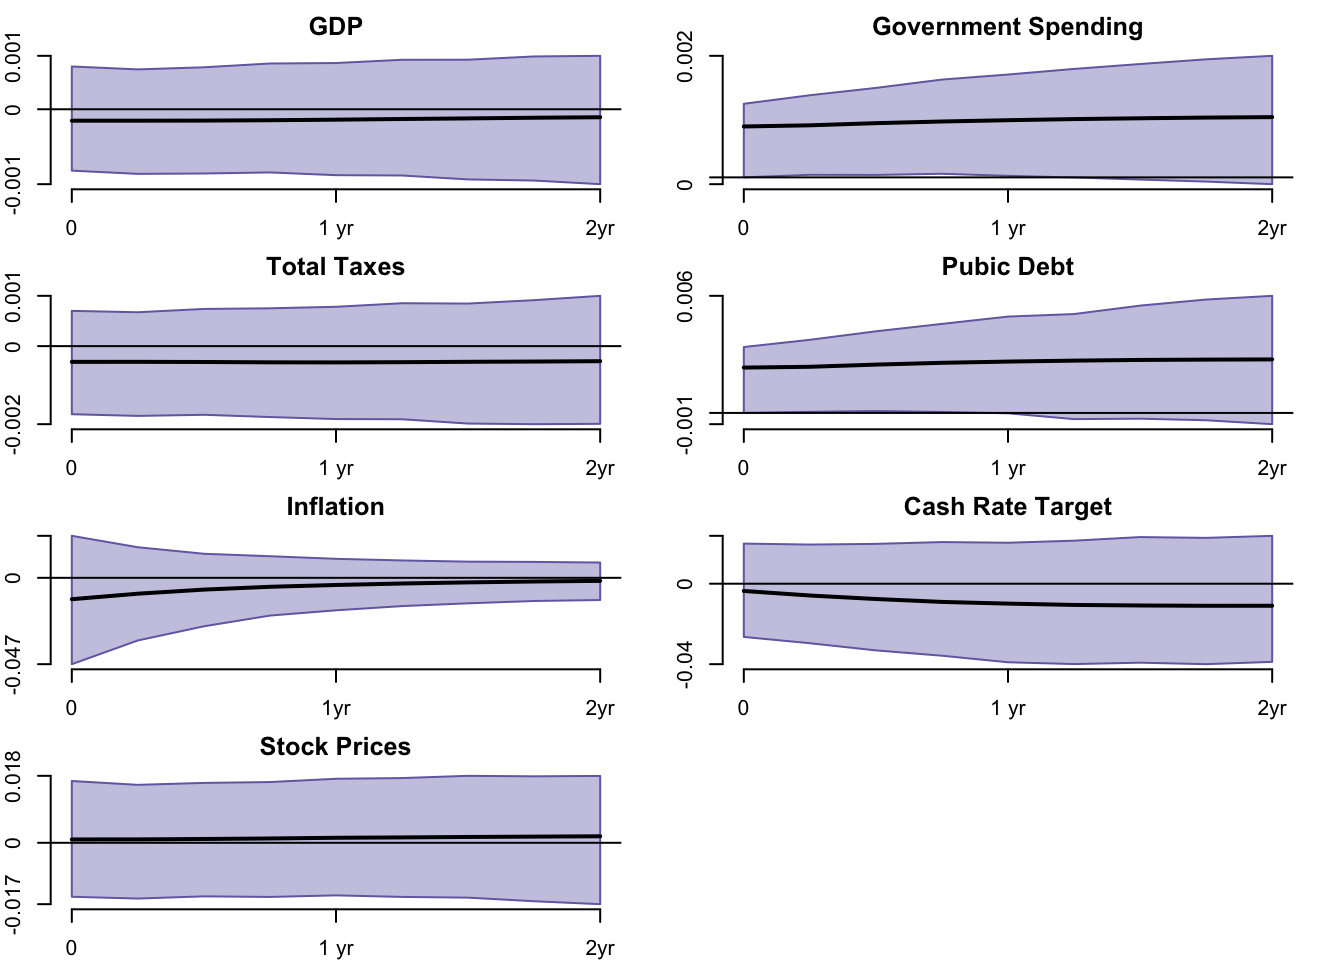 GDP
0.001
0
-0.001
0
1 yr
2yr
Government Spending
0.002
0
0
1 yr
2yr
Total Taxes
0.001
0
-0.002
0
1 yr
2yr
Pubic Debt
0.006
-0.001
0
1 yr
2yr
Inflation
0
-0.047
0
1yr
2yr
Cash Rate Target
0
-0.04
0
1 yr
2yr
Stock Prices
0.018
0
-0.017
0
1 yr
2yr